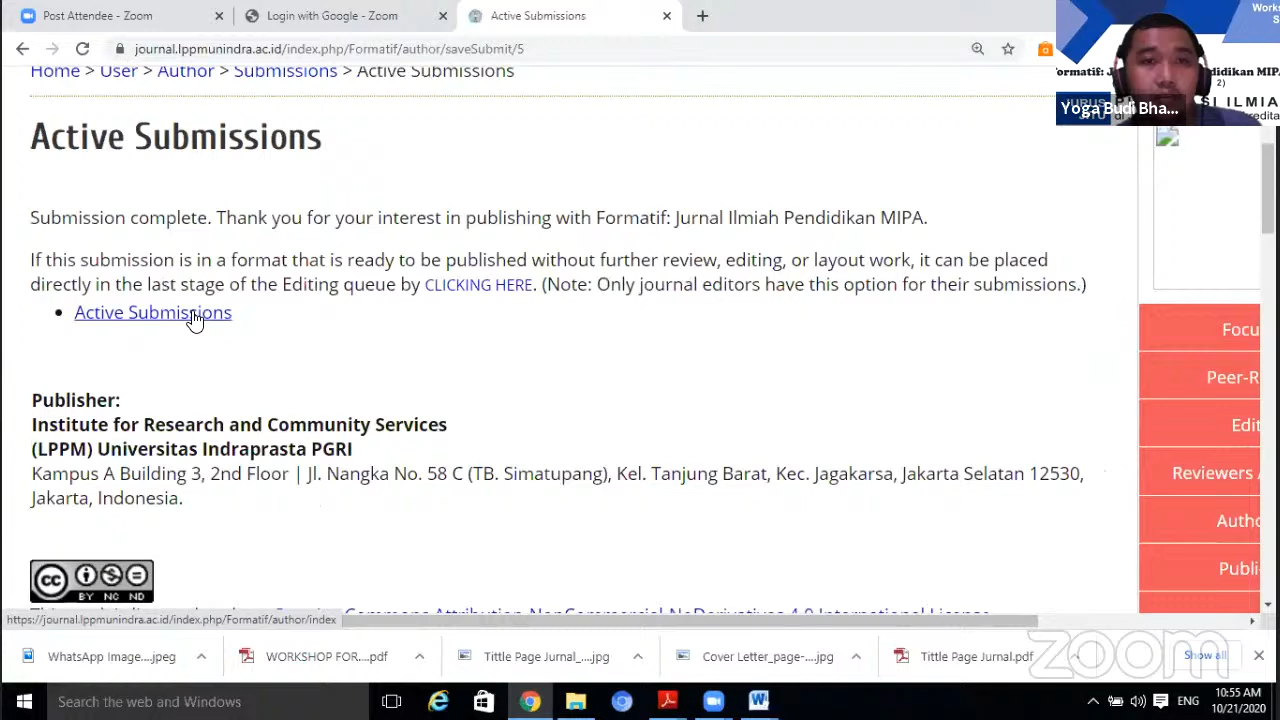 Post Attendee - Zoom
Login with Google - Zoom
Active Submissions
journal.lppmunindra.ac.id/index.php/Formatif/author/saveSubmit/5
Works
S
Yoga Budi Bha...
SI ILMIA
Home > User > Author > Submissions > Active Submissions
Active Submissions
Submission complete. Thank you for your interest in publishing with Formatif: Jurnal Ilmiah Pendidikan MIPA.
If this submission is in a format that is ready to be published without further review, editing, or layout work, it can be placed
directly in the last stage of the Editing queue by CLICKING HERE. (Note: Only journal editors have this option for their submissions.)
Active Submissions
Publisher:
Institute for Research and Community Services
(LPPM) Universitas Indraprasta PGRI
Kampus A Building 3, 2nd Floor | Jl. Nangka No. 58 C (TB. Simatupang), Kel. Tanjung Barat, Kec. Jagakarsa, Jakarta Selatan 12530,
Jakarta, Indonesia.
cc BY NC ND
Focu
Peer-R
Edit
Reviewers
Autho
Publi
https://journal.lppmunindra.ac.id/index.php/Formatif/author/index
WhatsApp Image....jpeg
WORKSHOP FOR....pdf
Tittle Page Jurnal_...jpg
Cover Letter_page-...jpg
Tittle Page Jurnal.pdf
Show all
zoom
Search the web and Windows
ENG
10:55 AM
10/21/2020